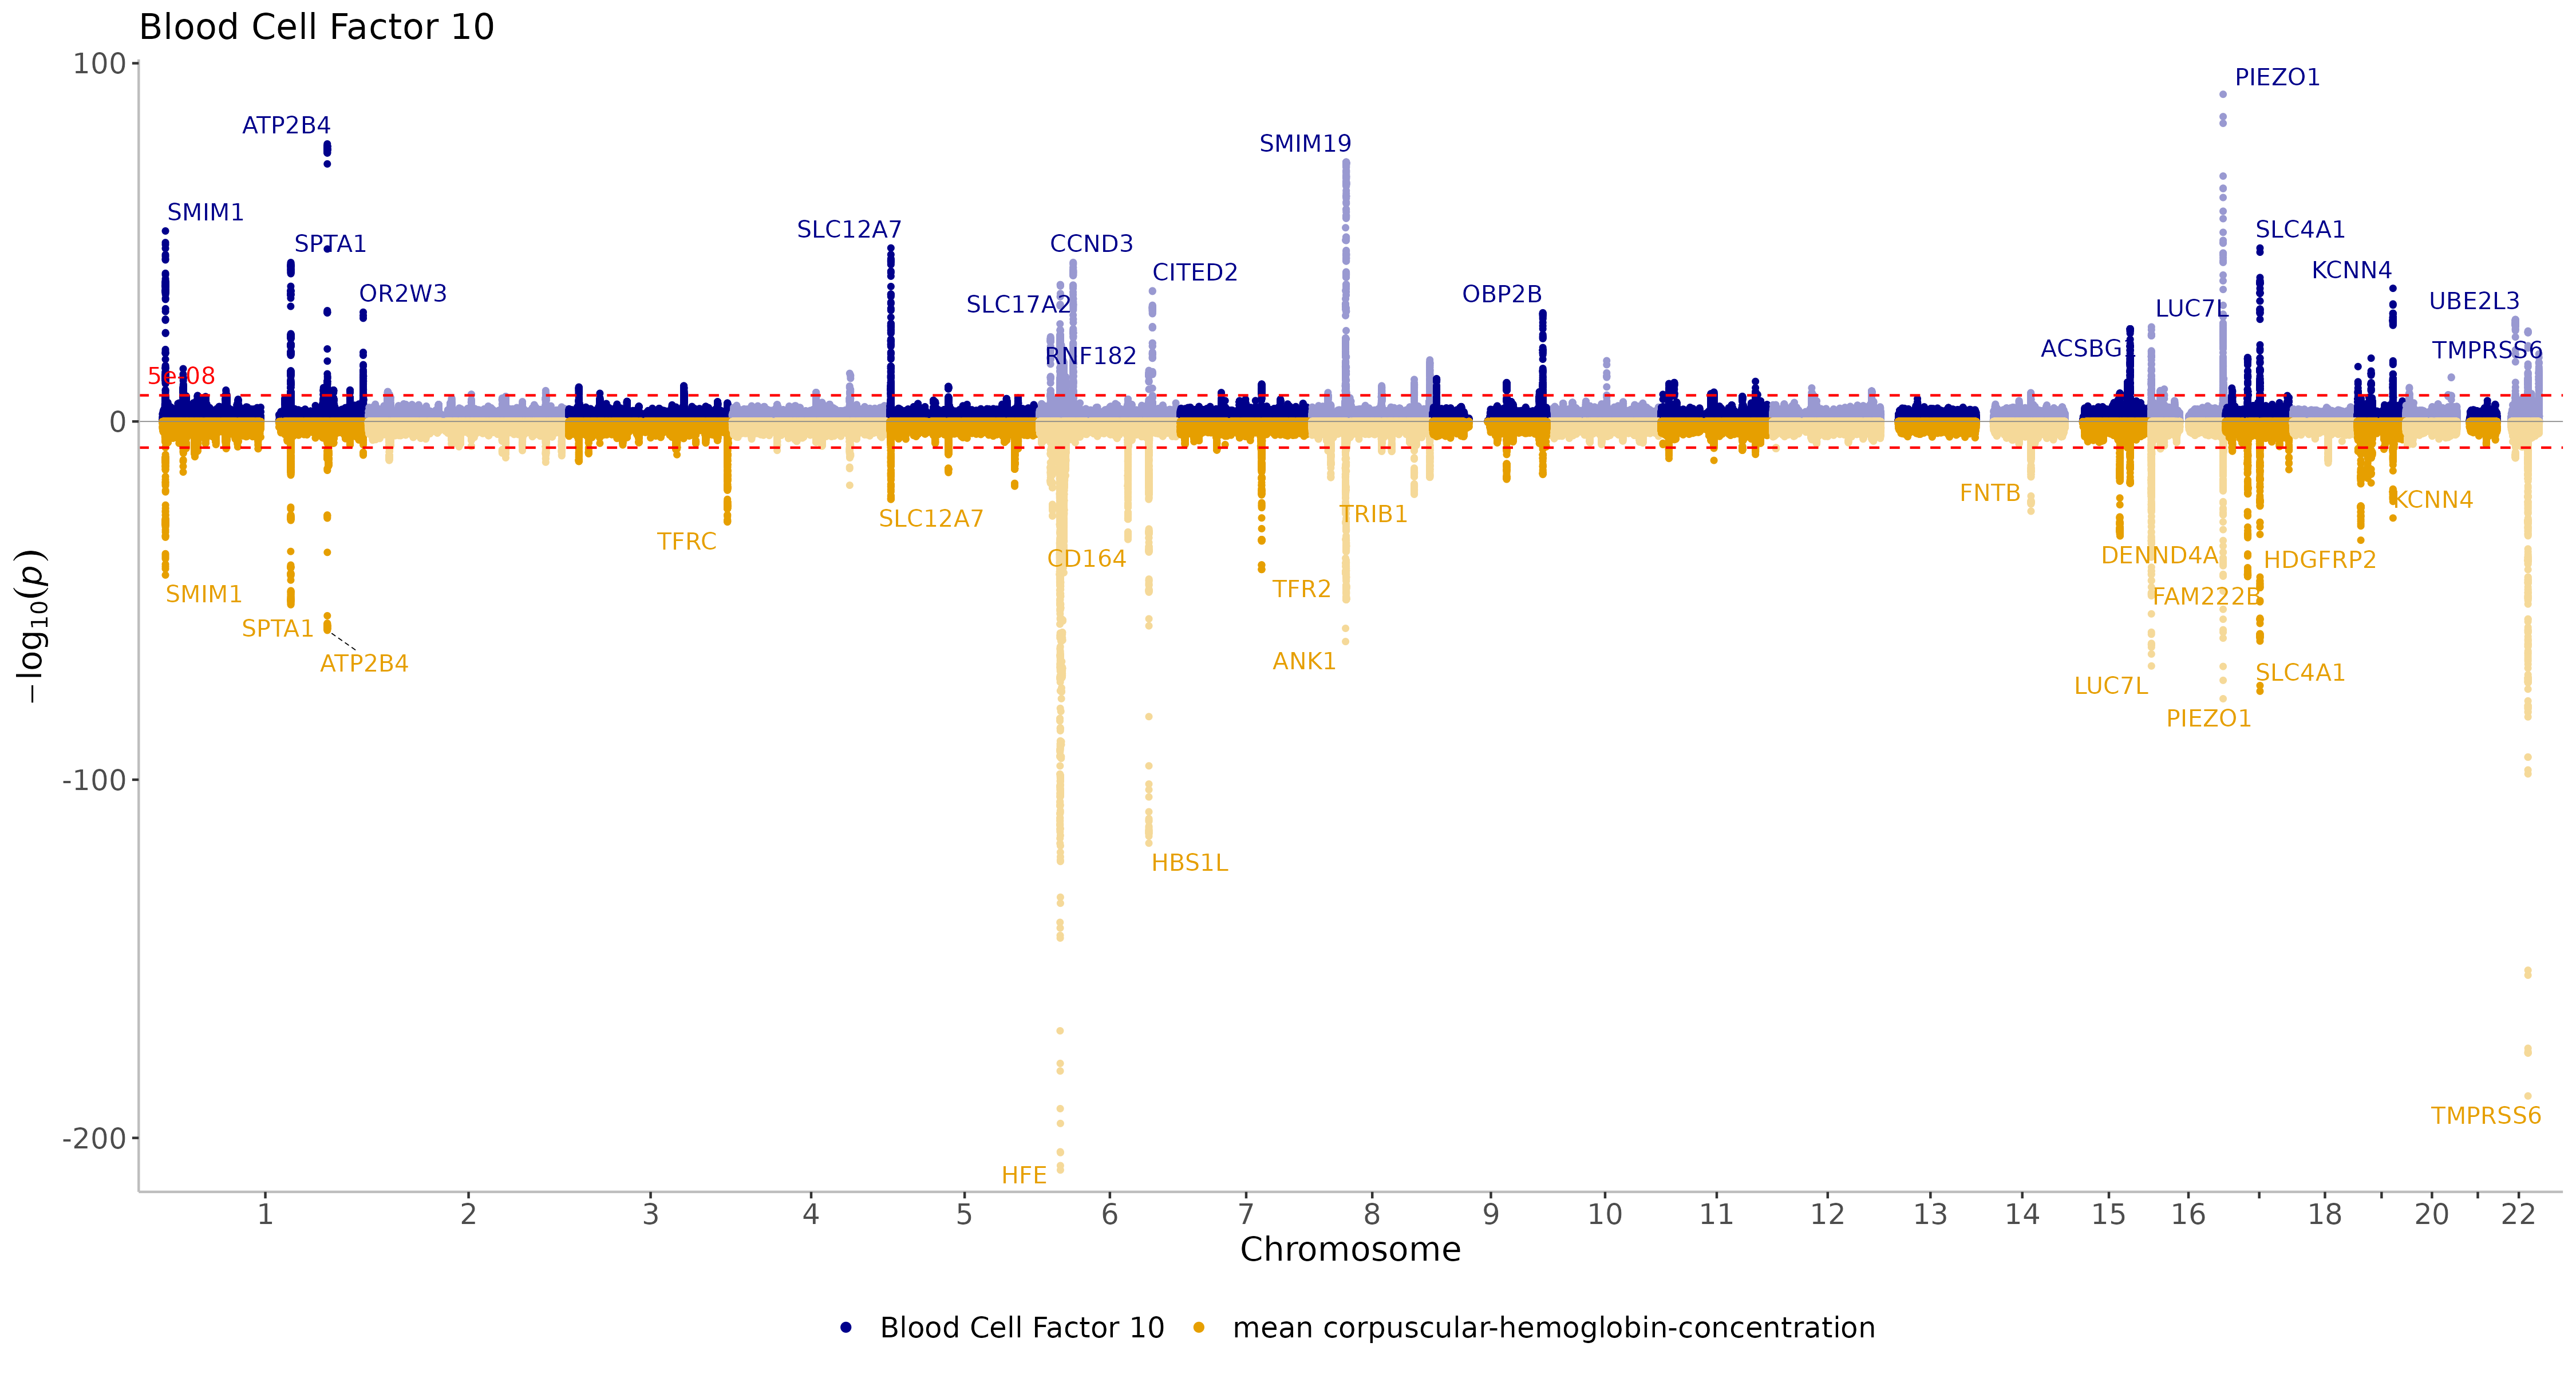 Blood Cell Factor 10
100
PIEZO1
ATP2B4
SMIM19
SMIM1
SPTA1
SLC12A7
CCND3
SLC4A1
CITED2
KCNN4
OR2W3
SLC17A2
OBP2B
LUC7L
UBE2L3
RNF182
ACSBG1
TMPRSS6
5e-08
0
FNTB
KCNN4
TRIB1
SLC12A7
TFRC
CD164
DENND4A
HDGFRP2
TFR2
SMIM1
FAM222B
SPTA1
ATP2B4
ANK1
SLC4A1
LUC7L
PIEZO1
-100
HBS1L
TMPRSS6
-200
HFE
−log10(p)
1 2 3 4 5 6 7 8 9 10 11 12 13 14 15 16 18 20 22
Chromosome
Blood Cell Factor 10 mean corpuscular-hemoglobin-concentration